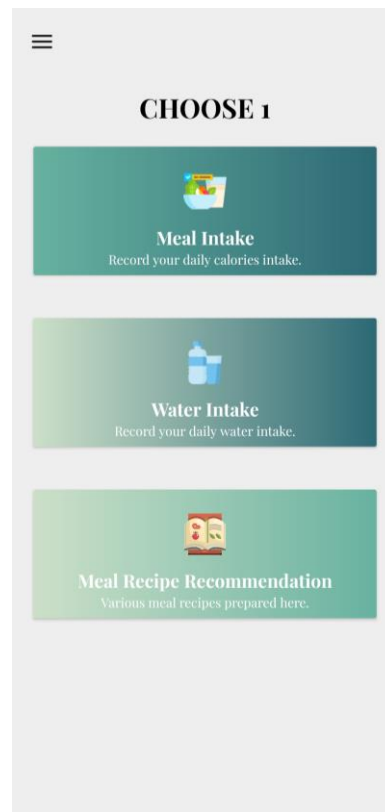 CHOOSE 1
Meal Intake
Record your daily calories intake.
Water Intake
Record your daily water intake.
Meal Recipe Recommendation
Various meal recipes prepared here.